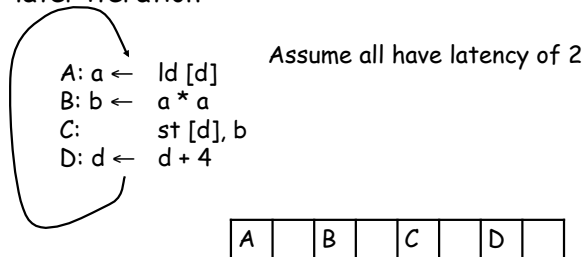 later iteration
Assume all have latency of 2
A: a ← ld [d]
B: b ← a * a
C: st [d], b
D: d ← d + 4
A B C D